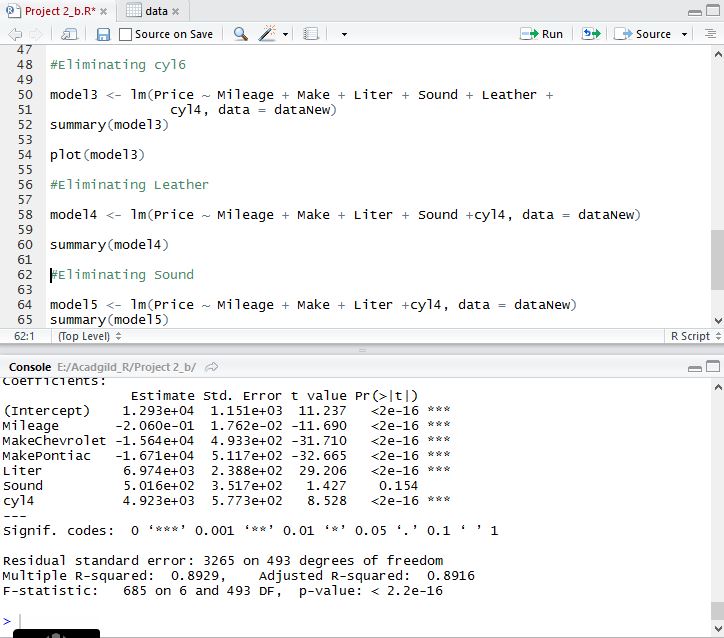 Project 2_b.R* data
Source on Save Run Source
47
48 #Eliminating cyl6
49
50 model3 <- lm(Price ~ Mileage + Make + Liter + Sound + Leather +
51 cyl4, data = dataNew)
52 summary(model3)
53
54 plot(model3)
55
56 #Eliminating Leather
57
58 model4 <- lm(Price ~ Mileage + Make + Liter + Sound +cyl4, data = dataNew)
59
60 summary(model4)
61
62 #Eliminating Sound
63
64 model5 <- lm(Price ~ Mileage + Make + Liter +cyl4, data = dataNew)
65 summary(model5)
62:1 (Top Level) R Script
Console E:/Acadgild_R/Project 2_b/
Coefficients:
Estimate Std. Error t value Pr(>|t|)
(Intercept) 1.293e+04 1.151e+03 11.237 <2e-16 ***
Mileage -2.060e-01 1.762e-02 -11.690 <2e-16 ***
MakeChevrolet -1.564e+04 4.933e+02 -31.710 <2e-16 ***
MakePontiac -1.671e+04 5.117e+02 -32.665 <2e-16 ***
Liter 6.974e+03 2.388e+02 29.206 <2e-16 ***
Sound 5.016e+02 3.517e+02 1.427 0.154
cyl4 4.923e+03 5.773e+02 8.528 <2e-16 ***
---
Signif. codes: 0 ‘***’ 0.001 ‘**’ 0.01 ‘*’ 0.05 ‘.’ 0.1 ‘ ’ 1
Residual standard error: 3265 on 493 degrees of freedom
Multiple R-squared: 0.8929, Adjusted R-squared: 0.8916
F-statistic: 685 on 6 and 493 DF, p-value: < 2.2e-16
>